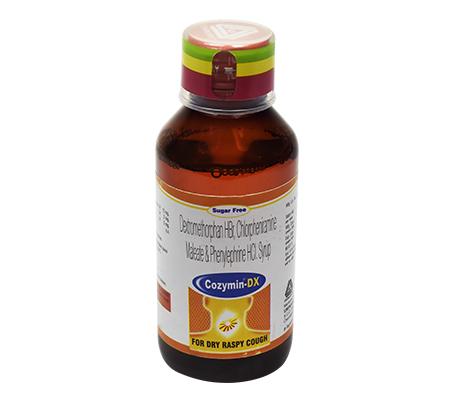 Sugar Free
Dextromethorphan HBr, Chlorpheniramine
Maleate & Phenylephrine HCl. Syrup
Cozymin-DX
FOR DRY RASPY COUGH